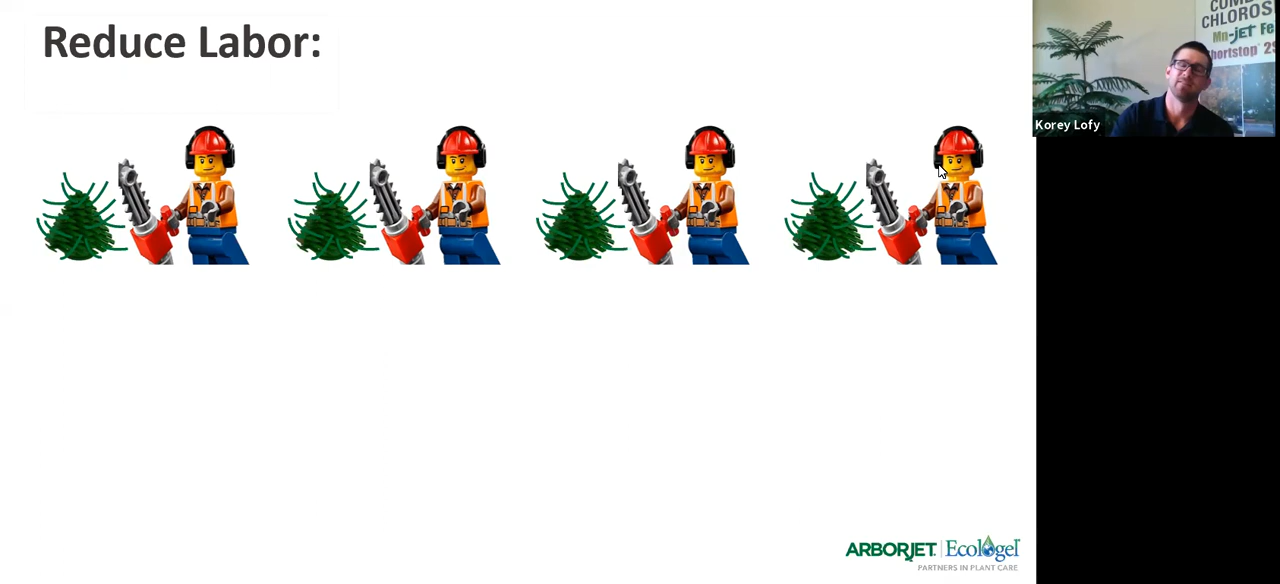 Reduce Labor:
CHLOROS
Mn-jet Fe
hortstop 2S
Korey Lofy
ARBORJET | Ecologel
PARTNERS IN PLANT CARE